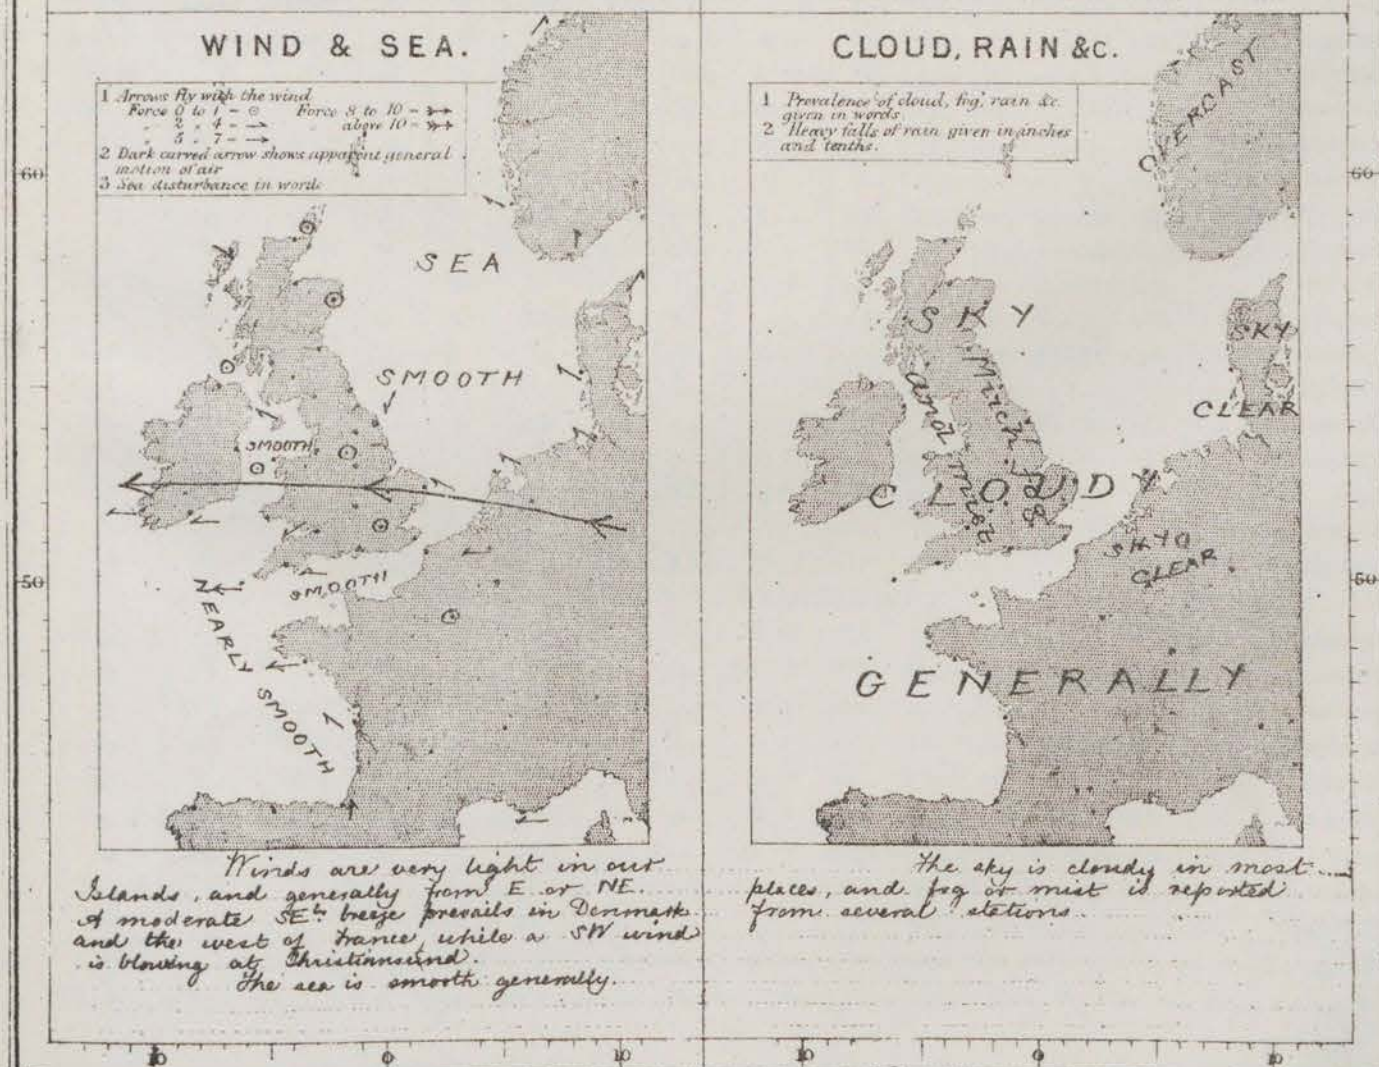 WIND & SEA.
1 Arrows fly with the wind
Force 0 to 1 - ⊙ Force 8 to 10 -
" 2 " 4 - above 10 -
" 5 " 7 -
2 Dark curved arrow shows apparent general
motion of air
3 Sea disturbance in words
60
SEA
SMOOTH
SMOOTH
50
SMOOTH
NEARLY SMOOTH
Winds are very light in our
Islands, and generally from E or NE.
A moderate SEly breeze prevails in Denmark
and the west of France, while a SW wind
is blowing at Christiansund.
The sea is smooth generally.
10 0 10
CLOUD, RAIN &c.
1 Prevalence of cloud, fog, rain &c.
given in words
2 Heavy falls of rain given in inches
and tenths.
OVERCAST
60
SKY
SKY
CLEAR
and mist
CLOUDY
SKY
CLEAR
50
GENERALLY
The sky is cloudy in most
places, and fog or mist is reported
from several stations.
10 0 10